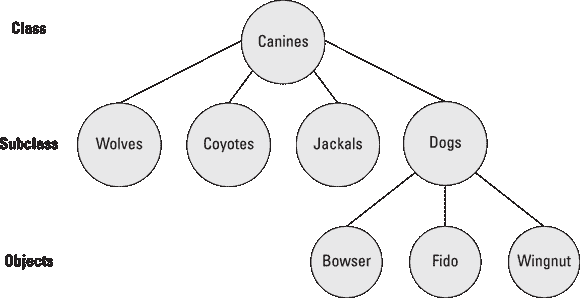 Class
Canines
Subclass
Wolves
Coyotes
Jackals
Dogs
Objects
Bowser
Fido
Wingnut